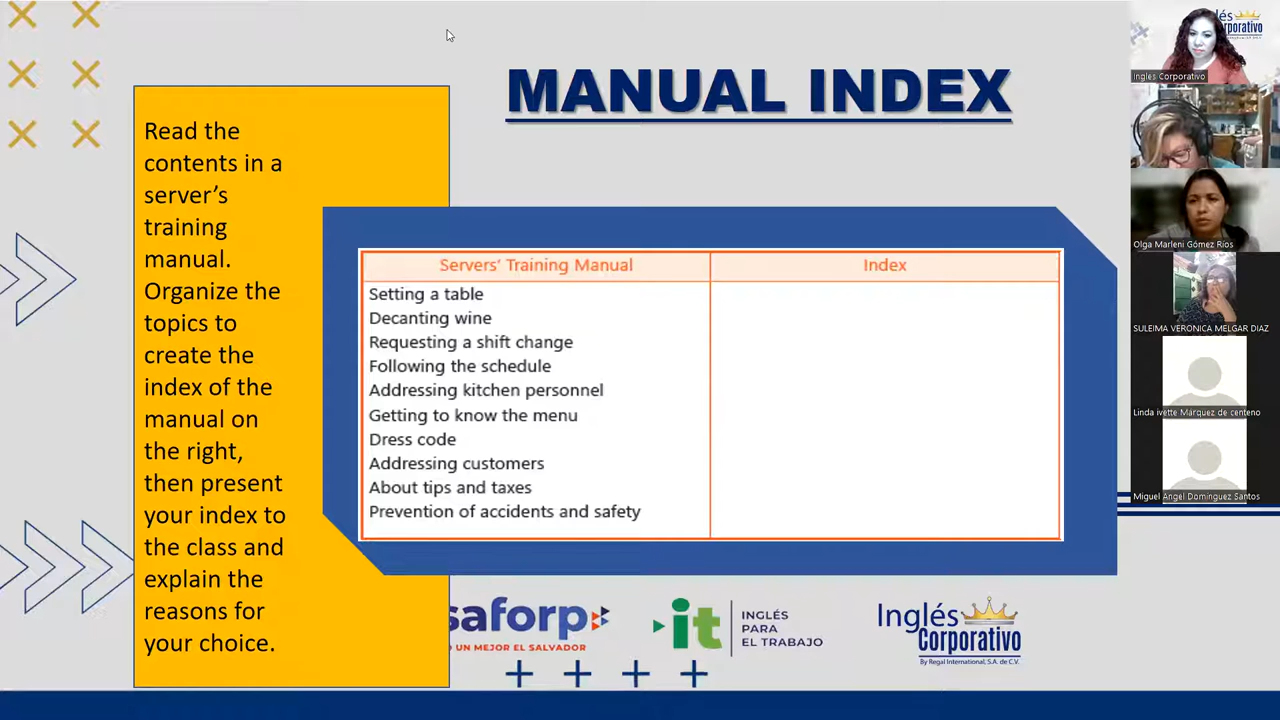 MANUAL INDEX
Read the
contents in a
server’s
training
manual.
Organize the
topics to
create the
index of the
manual on
the right,
then present
your index to
the class and
explain the
reasons for
your choice.
Servers’ Training Manual
Index
Setting a table
Decanting wine
Requesting a shift change
Following the schedule
Addressing kitchen personnel
Getting to know the menu
Dress code
Addressing customers
About tips and taxes
Prevention of accidents and safety
saforp
UN MEJOR EL SALVADOR
it
INGLÉS
PARA
EL TRABAJO
Inglés
Corporativo
By Regal International, S.A. de C.V.
Ingles Corporativo
Olga Marleni Gómez Rios
SULEIMA VERONICA MELGAR DIAZ
Linda ivette Márquez de centeno
Miguel Angel Dominguez Santos